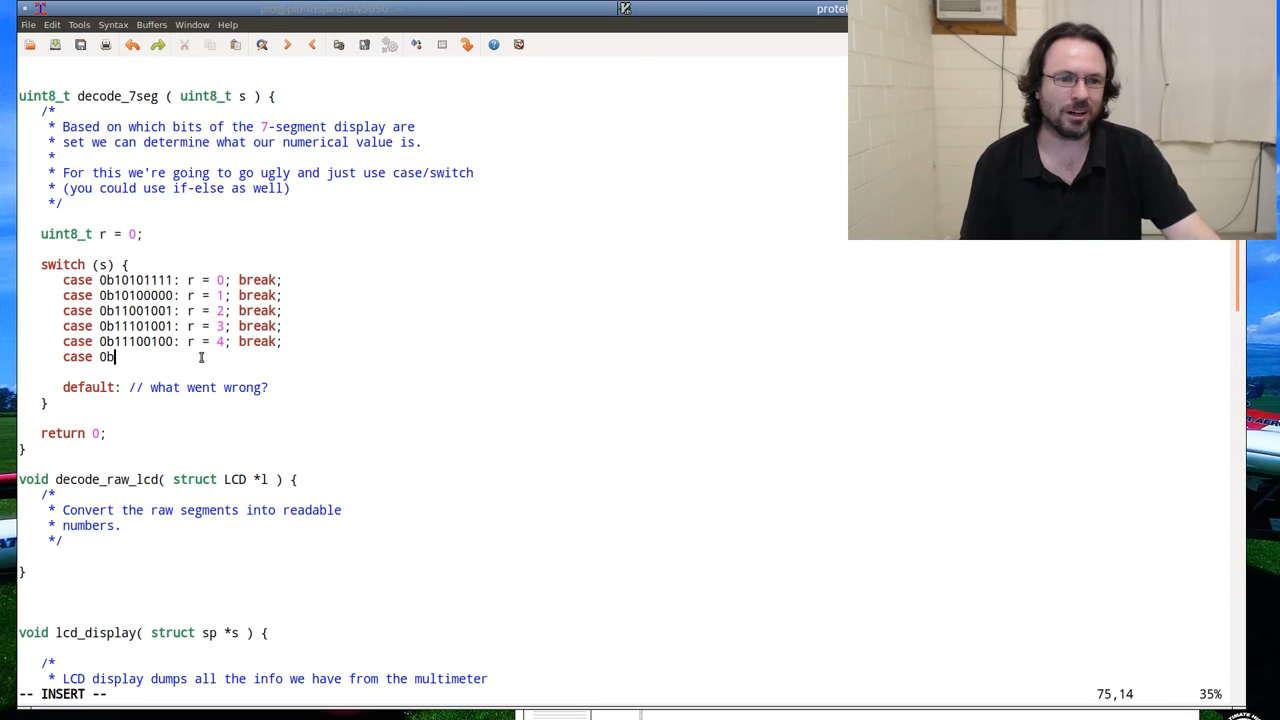 pla@pla-Inspiron-N5050: ~
protek
File Edit Tools Syntax Buffers Window Help
uint8_t decode_7seg ( uint8_t s ) {
/*
* Based on which bits of the 7-segment display are
* set we can determine what our numerical value is.
*
* For this we're going to go ugly and just use case/switch
* (you could use if-else as well)
*/
uint8_t r = 0;
switch (s) {
case 0b10101111: r = 0; break;
case 0b10100000: r = 1; break;
case 0b11001001: r = 2; break;
case 0b11101001: r = 3; break;
case 0b11100100: r = 4; break;
case 0b
default: // what went wrong?
}
return 0;
}
void decode_raw_lcd( struct LCD *l ) {
/*
* Convert the raw segments into readable
* numbers.
*/
}
void lcd_display( struct sp *s ) {
/*
* LCD display dumps all the info we have from the multimeter
-- INSERT --
75,14
35%